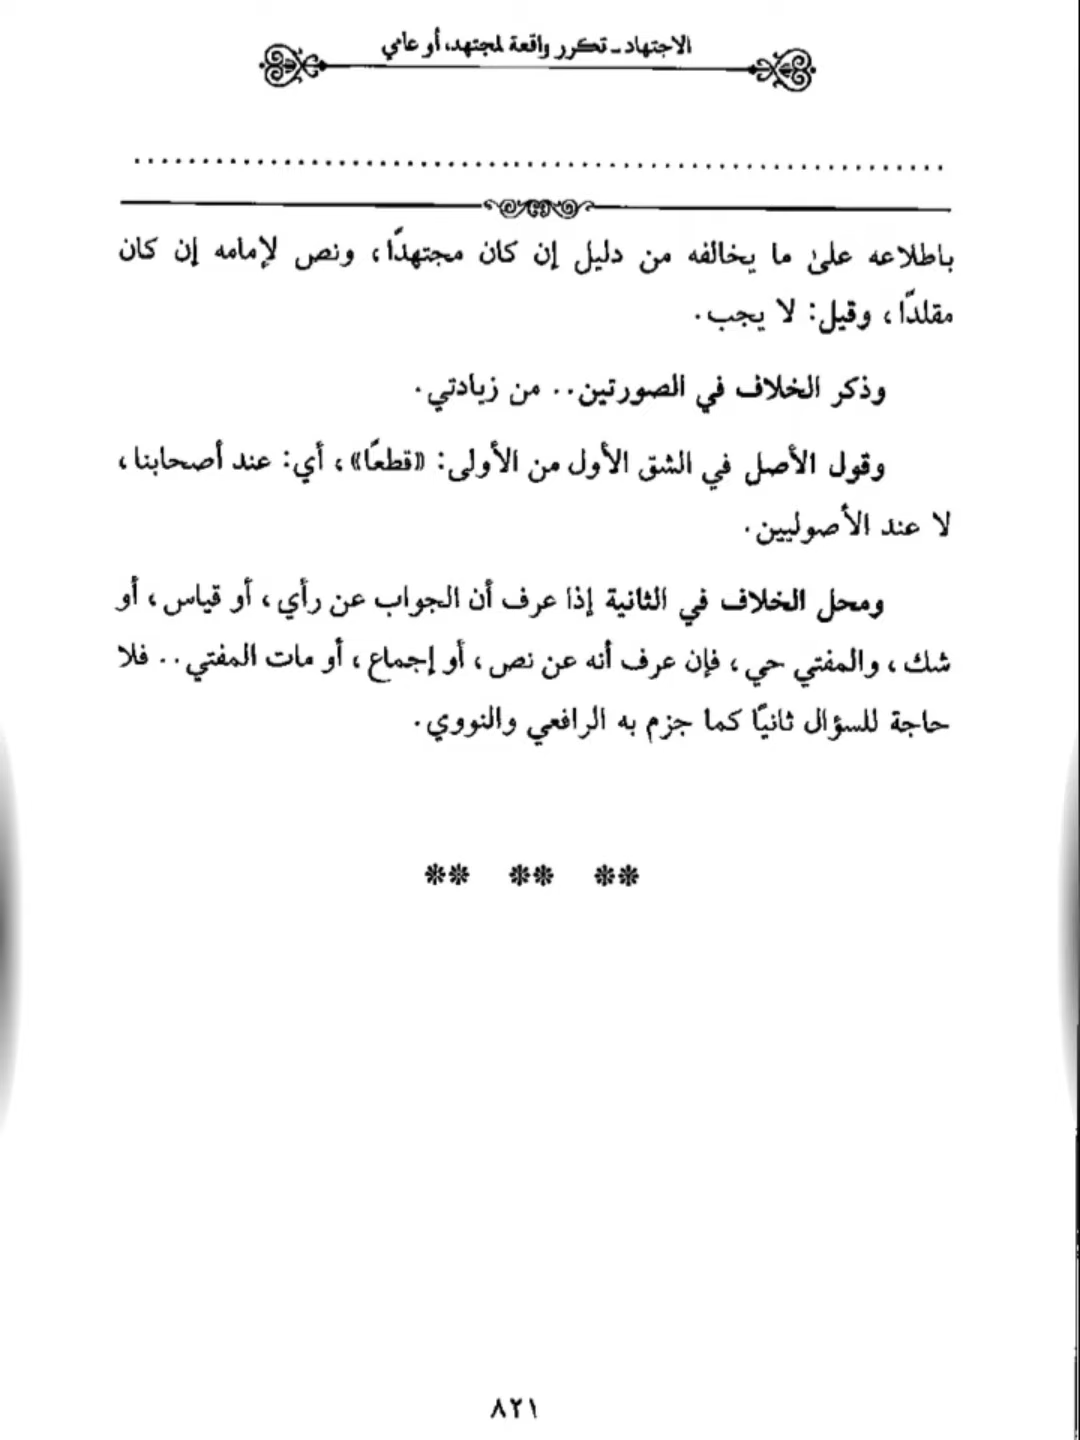 الاجتهاد - تكرر واقعة لمجتهد، أو عامي
باطلاعه علىٰ ما يخالفه من دليل إن كان مجتهدًا، ونص لإمامه إن كان
مقلدًا، وقيل: لا يجب.
وذكر الخلاف في الصورتين.. من زيادتي.
وقول الأصل في الشق الأول من الأولى: «قطعًا»، أي: عند أصحابنا،
لا عند الأصوليين.
ومحل الخلاف في الثانية إذا عرف أن الجواب عن رأي، أو قياس، أو
شك، والمفتي حي، فإن عرف أنه عن نص، أو إجماع، أو مات المفتي.. فلا
حاجة للسؤال ثانيًا كما جزم به الرافعي والنووي.
٨٢١